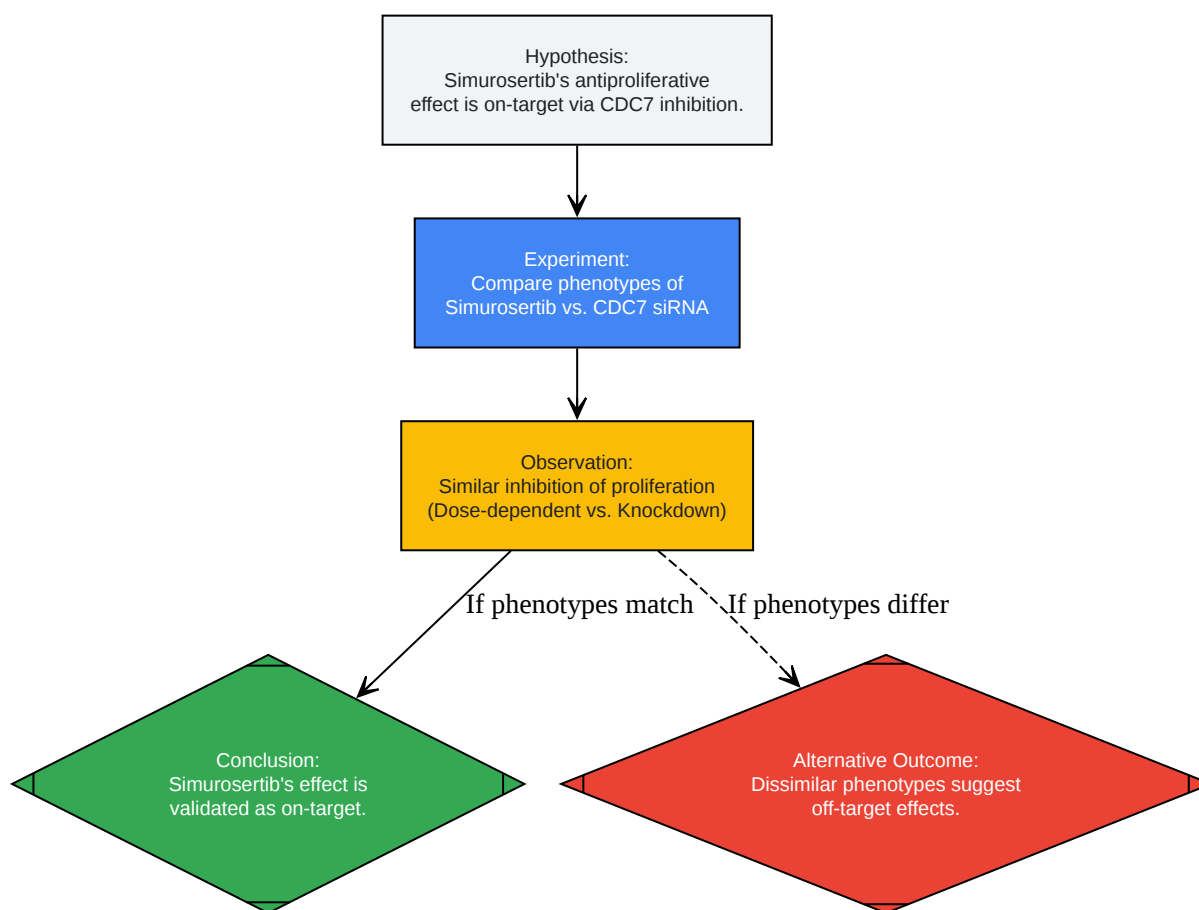 Hypothesis:
Simurosertib's antiproliferative
effect is on-target via CDC7 inhibition.
Experiment:
Compare phenotypes of
Simurosertib vs. CDC7 siRNA
Observation:
Similar inhibition of proliferation
(Dose-dependent vs. Knockdown)
If phenotypes match
If phenotypes differ
Conclusion:
Simurosertib's effect is
validated as on-target.
Alternative Outcome:
Dissimilar phenotypes suggest
off-target effects.